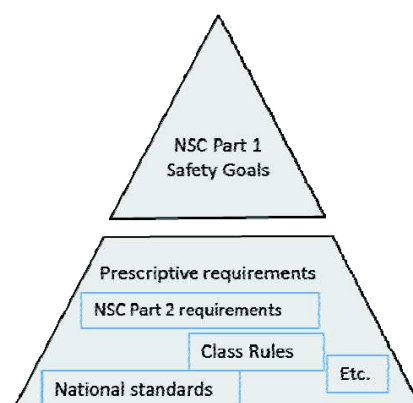 NSC Part 1
Safety Goals
Prescriptive requirements
NSC Part 2 requirements
Class Rules
Etc.
National standards